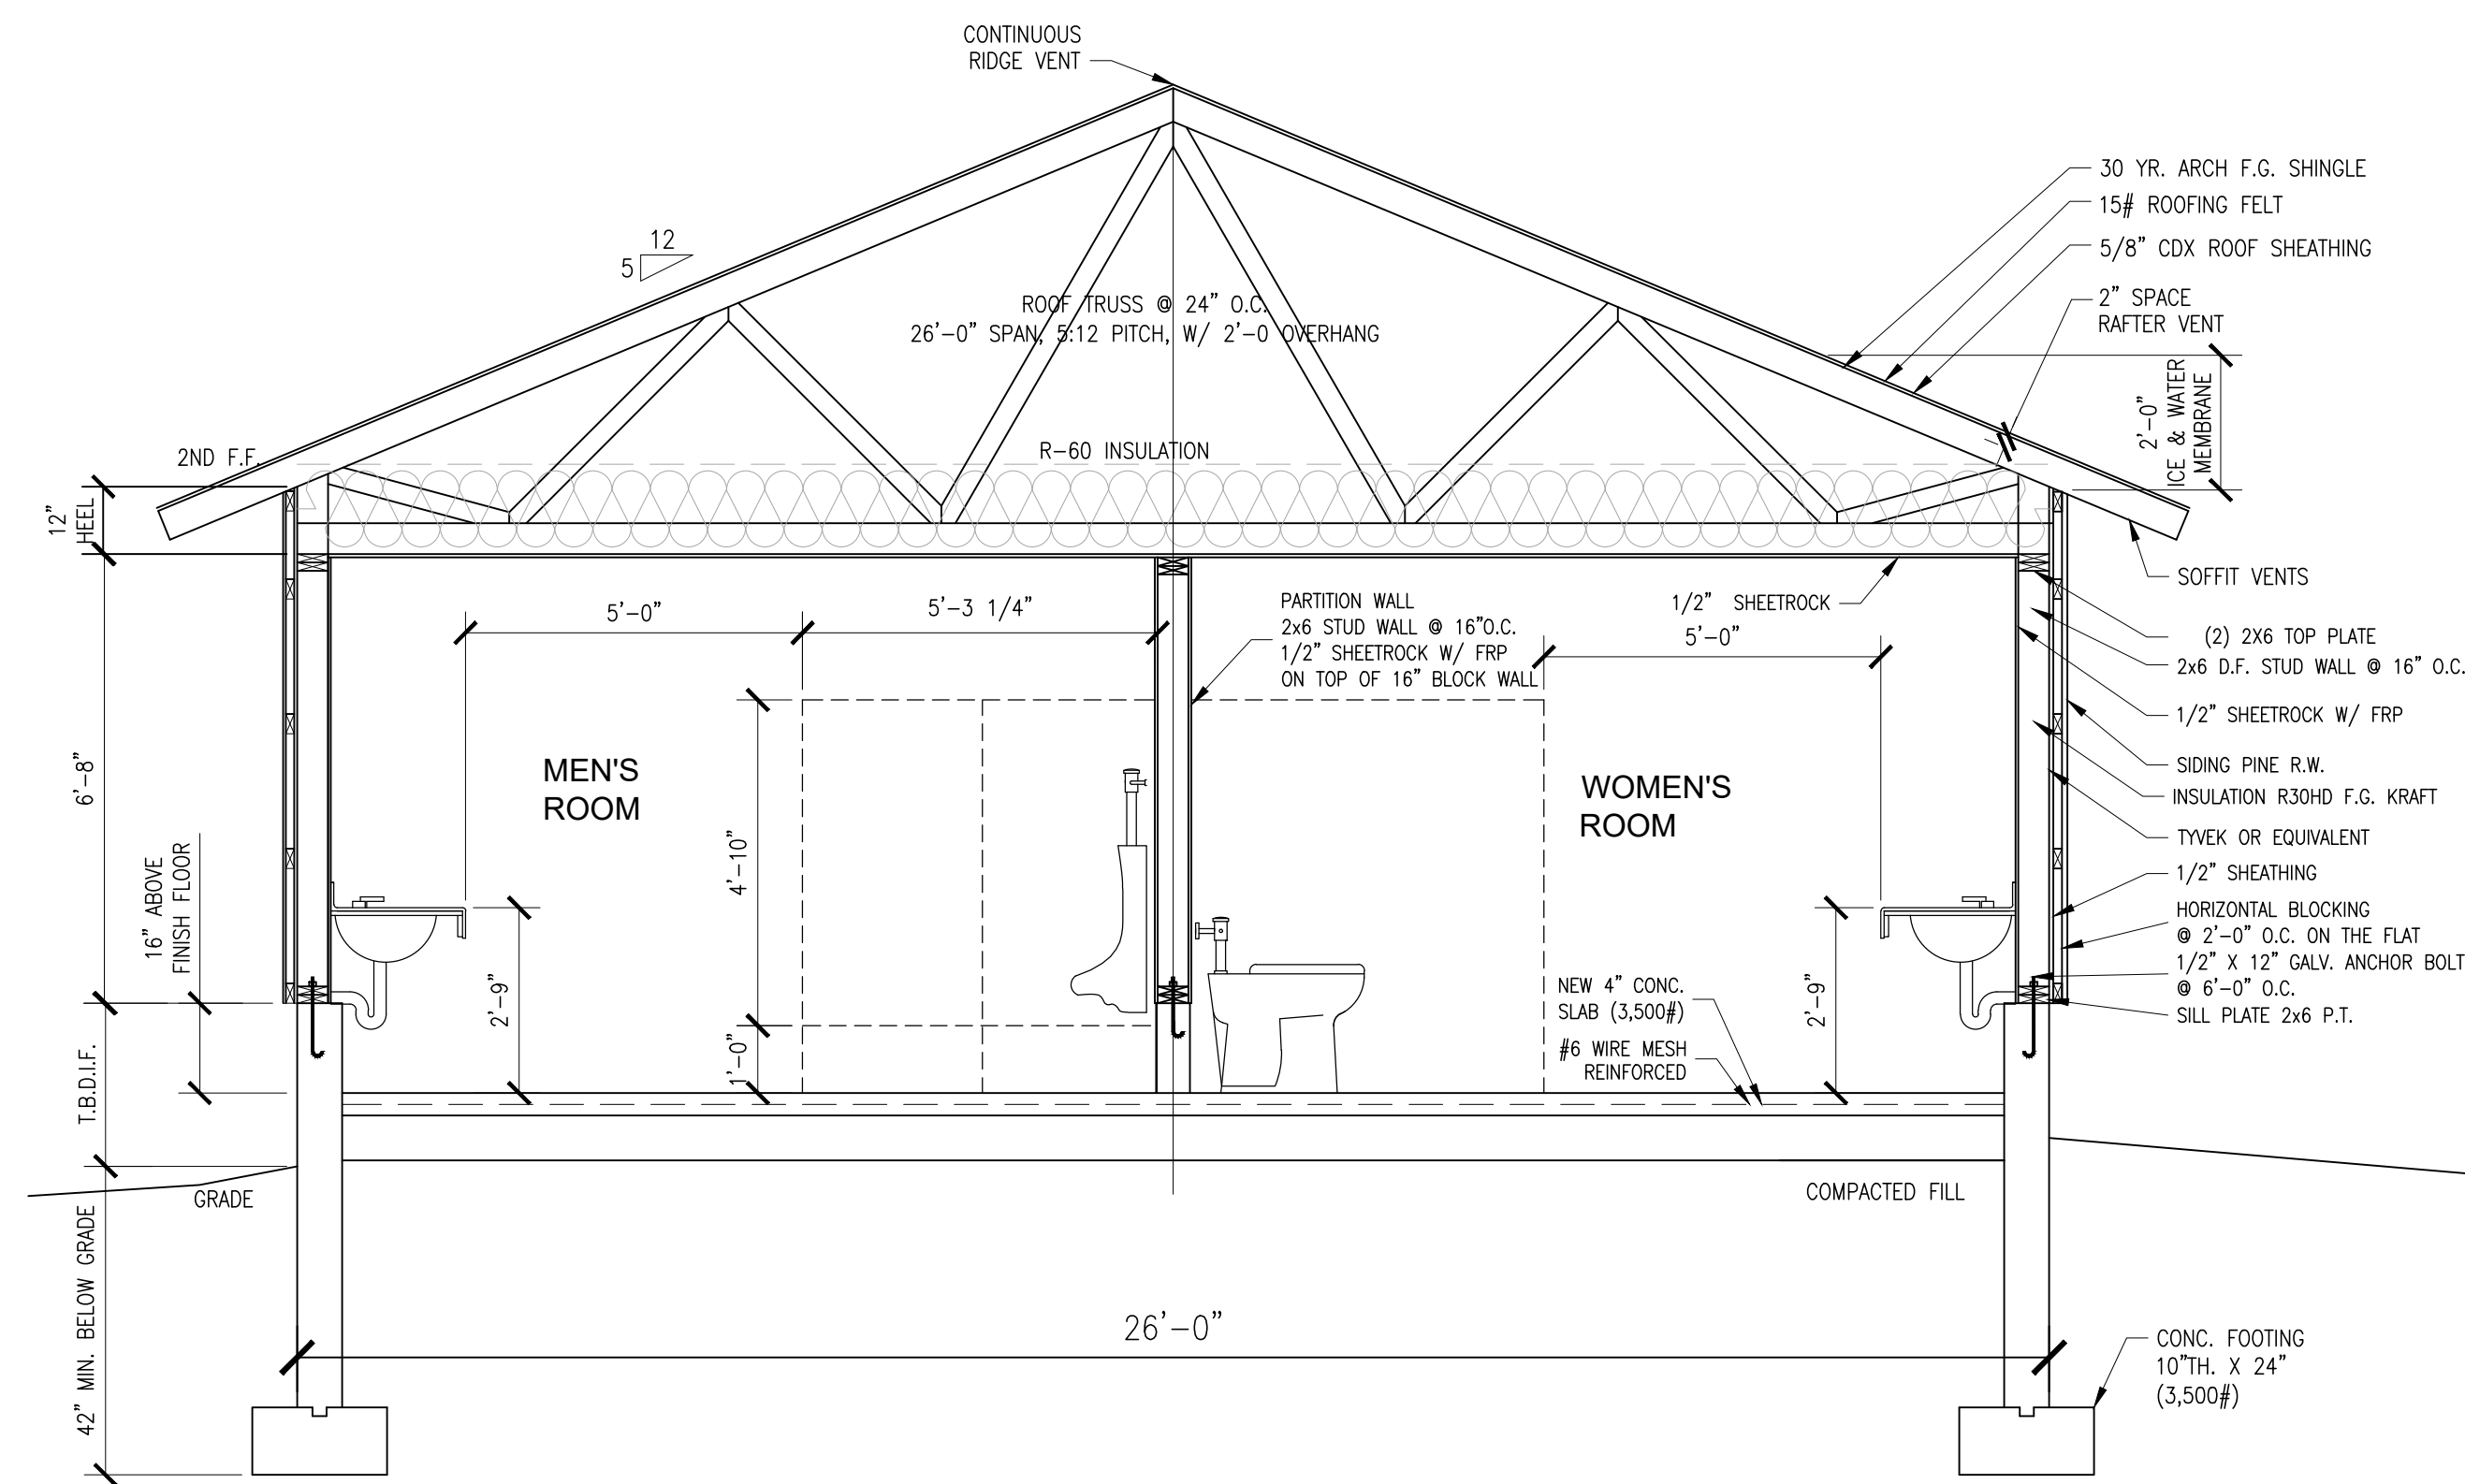 CONTINUOUS
RIDGE VENT
30 YR. ARCH F.G. SHINGLE
15# ROOFING FELT
5/8” CDX ROOF SHEATHING
2” SPACE
RAFTER VENT
12
5
ROOF TRUSS @ 24” O.C.
26’-0” SPAN, 5:12 PITCH, W/ 2’-0 OVERHANG
2’-0”
ICE & WATER
MEMBRANE
2ND F.F.
R-60 INSULATION
12”
HEEL
SOFFIT VENTS
5’-0”
5’-3 1/4”
PARTITION WALL
2x6 STUD WALL @ 16”O.C.
1/2” SHEETROCK W/ FRP
ON TOP OF 16” BLOCK WALL
1/2” SHEETROCK
5’-0”
(2) 2X6 TOP PLATE
2x6 D.F. STUD WALL @ 16” O.C.
1/2” SHEETROCK W/ FRP
SIDING PINE R.W.
INSULATION R30HD F.G. KRAFT
TYVEK OR EQUIVALENT
1/2” SHEATHING
HORIZONTAL BLOCKING
@ 2’-0” O.C. ON THE FLAT
1/2” X 12” GALV. ANCHOR BOLT
@ 6’-0” O.C.
SILL PLATE 2x6 P.T.
6’-8”
MEN'S
ROOM
WOMEN'S
ROOM
4’-10”
16” ABOVE
FINISH FLOOR
2’-9”
1’-0”
NEW 4” CONC.
SLAB (3,500#)
#6 WIRE MESH
REINFORCED
2’-9”
T.B.D.I.F.
GRADE
COMPACTED FILL
42” MIN. BELOW GRADE
26’-0”
CONC. FOOTING
10”TH. X 24”
(3,500#)